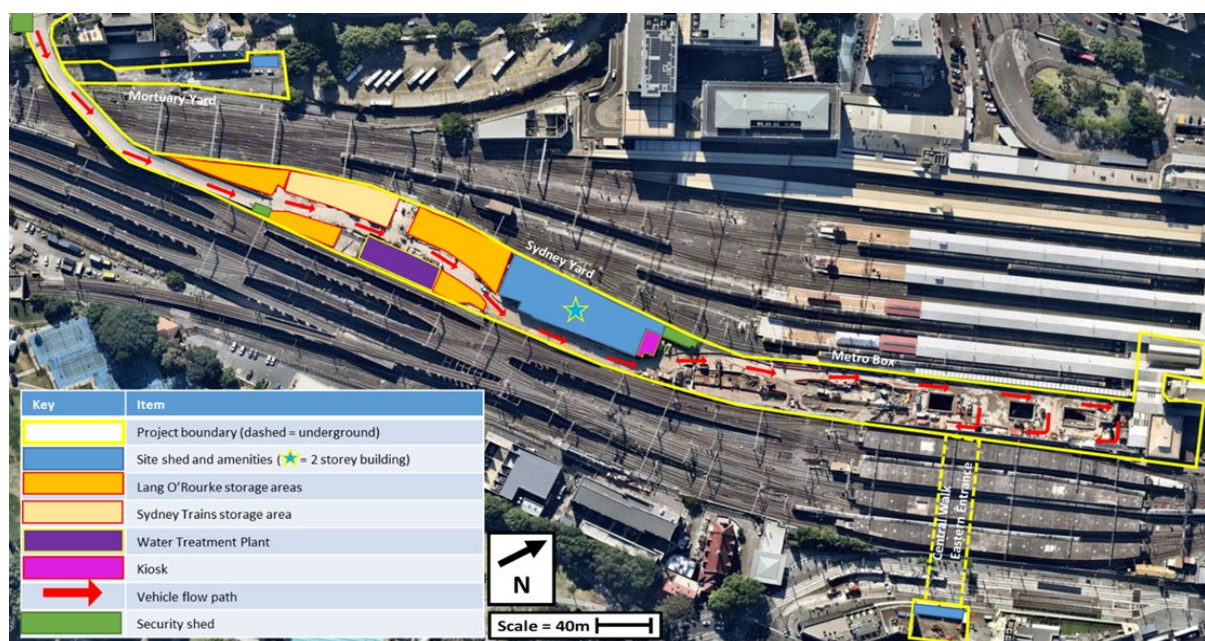 Mortuary Yard
Sydney Yard
Metro Box
Central Walk
Eastern Entrance
Key Item
Project boundary (dashed = underground)
Site shed and amenities (★= 2 storey building)
Lang O’Rourke storage areas
Sydney Trains storage area
Water Treatment Plant
Kiosk
Vehicle flow path
Security shed
N
Scale = 40m